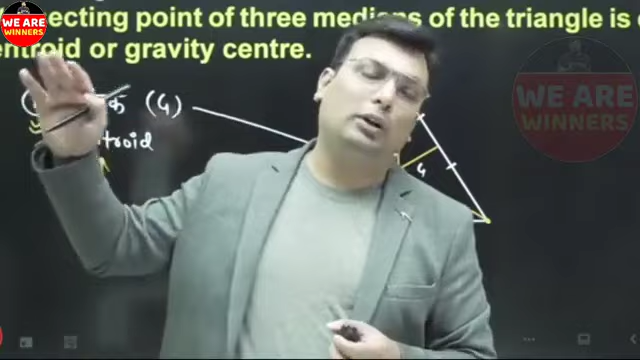 WE ARE
WINNERS
ecting point of three medians of the triangle is
entroid or gravity centre.
WE ARE
WINNERS
(G)
troid
G